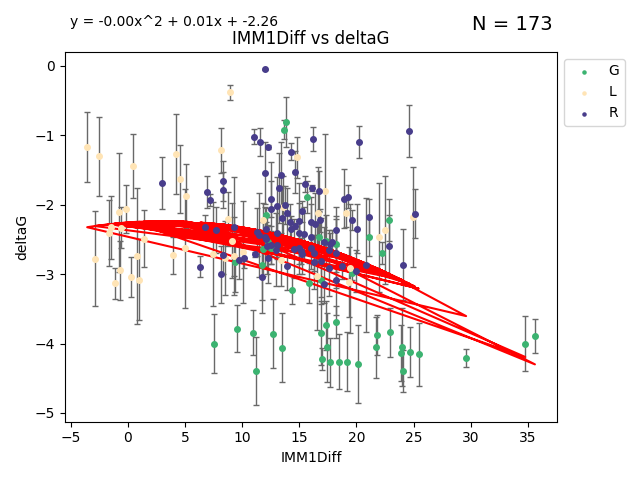 y = -0.00x^2 + 0.01x + -2.26
N = 173
IMM1Diff vs deltaG
G
L
R
deltaG
0
−1
−2
−3
−4
−5
−5 0 5 10 15 20 25 30 35
IMM1Diff